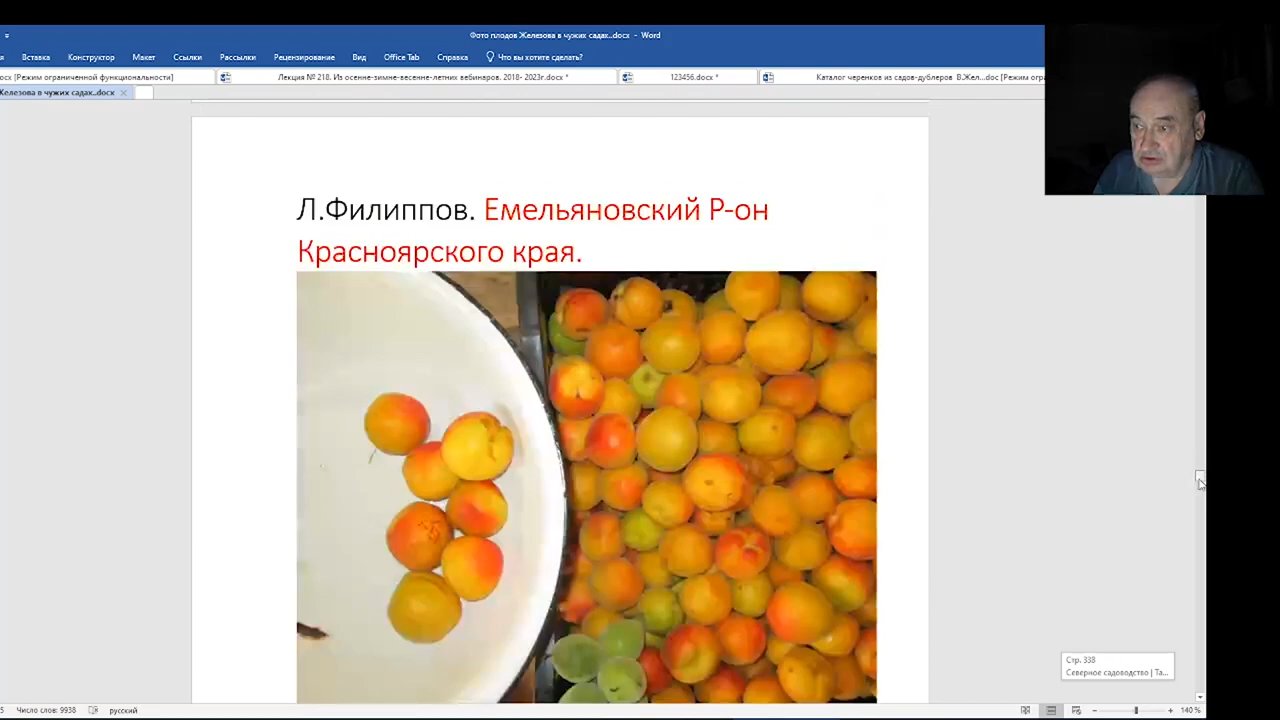 Фото плодов Железова в чужих садах..docx - Word
Вставка Конструктор Макет Ссылки Рассылки Рецензирование Вид Office Tab Справка Что вы хотите сделать?
[Режим ограниченной функциональности] Лекция № 218. Из осенне-зимне-весенне-летних вебинаров. 2018- 2023г.docx * 123456.docx * Каталог черенков из садов-дублеров В.Жел...doc [Режим
Железова в чужих садах..docx
Л.Филиппов. Емельяновский Р-он
Красноярского края.
Стр. 338
Северное садоводство | Та...
Число слов: 9938 русский 140 %